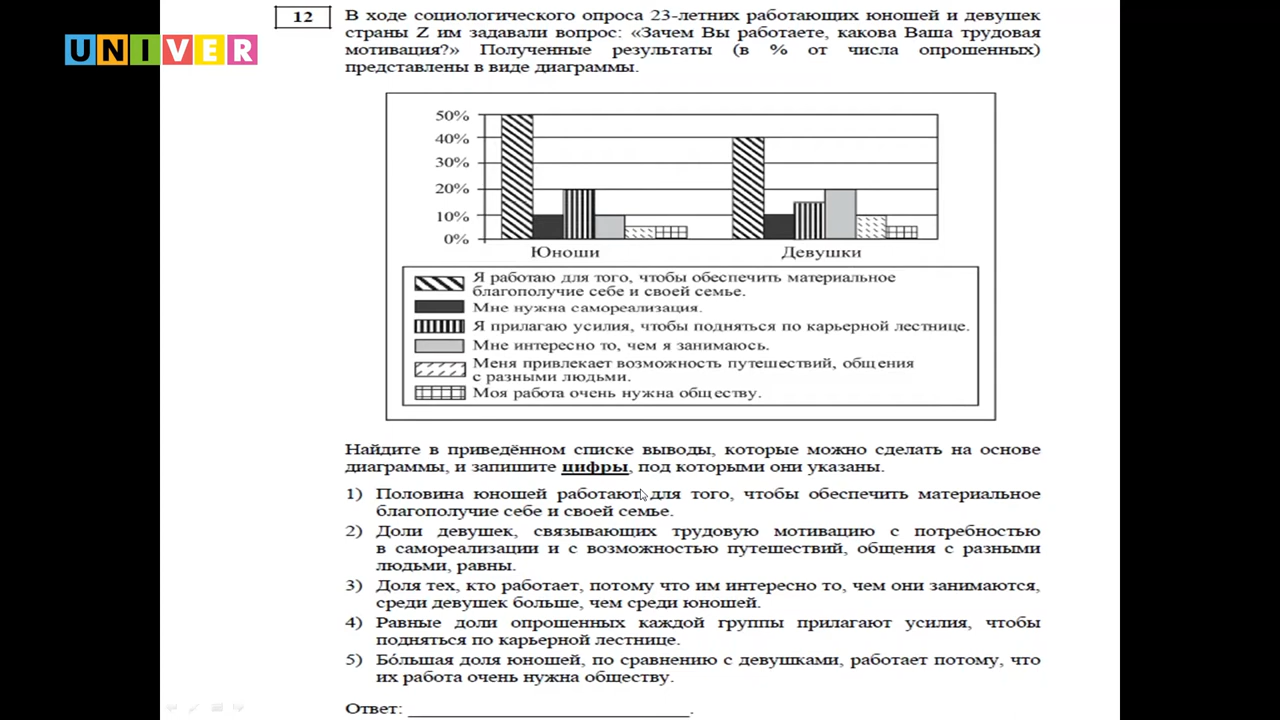 12
UNIVER
В ходе социологического опроса 23-летних работающих юношей и девушек
страны Z им задавали вопрос: «Зачем Вы работаете, какова Ваша трудовая
мотивация?» Полученные результаты (в % от числа опрошенных)
представлены в виде диаграммы.
50%
40%
30%
20%
10%
0%
Юноши
Девушки
Я работаю для того, чтобы обеспечить материальное
благополучие себе и своей семье.
Мне нужна самореализация.
Я прилагаю усилия, чтобы подняться по карьерной лестнице.
Мне интересно то, чем я занимаюсь.
Меня привлекает возможность путешествий, общения
с разными людьми.
Моя работа очень нужна обществу.
Найдите в приведённом списке выводы, которые можно сделать на основе
диаграммы, и запишите цифры, под которыми они указаны.
1) Половина юношей работают для того, чтобы обеспечить материальное
благополучие себе и своей семье.
2) Доли девушек, связывающих трудовую мотивацию с потребностью
в самореализации и с возможностью путешествий, общения с разными
людьми, равны.
3) Доля тех, кто работает, потому что им интересно то, чем они занимаются,
среди девушек больше, чем среди юношей.
4) Равные доли опрошенных каждой группы прилагают усилия, чтобы
подняться по карьерной лестнице.
5) Бо́льшая доля юношей, по сравнению с девушками, работает потому, что
их работа очень нужна обществу.
Ответ: ______________________________.